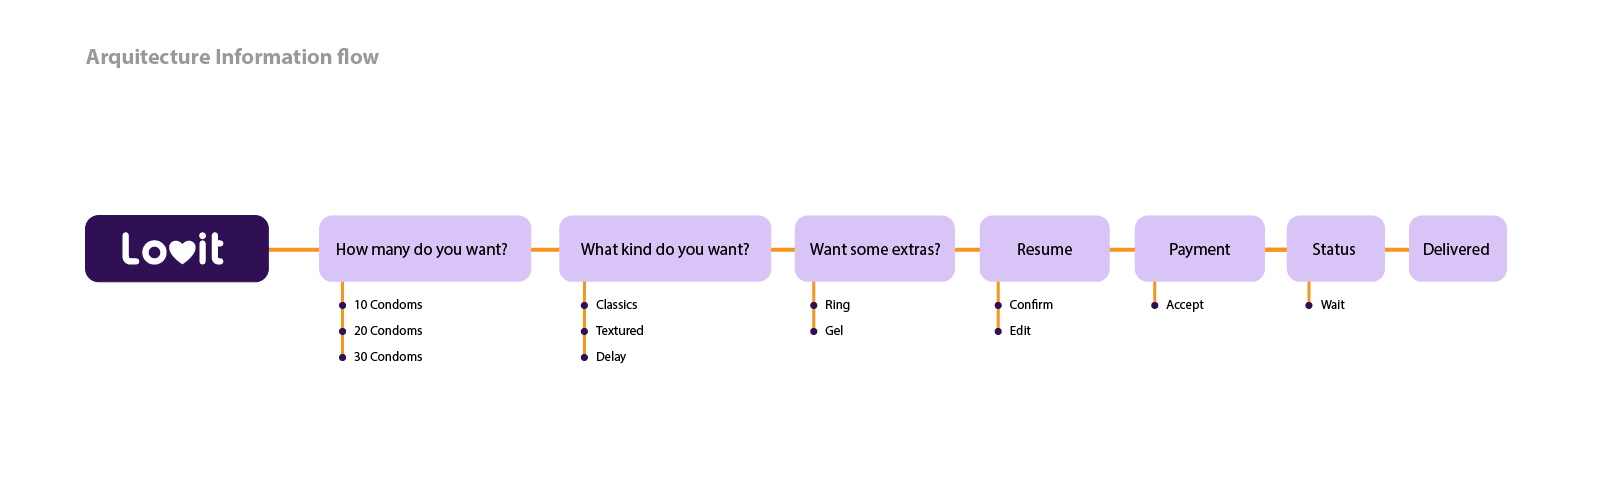 Arquitecture Information flow
Lovit
How many do you want?
What kind do you want?
Want some extras?
Resume
Payment
Status
Delivered
10 Condoms
20 Condoms
30 Condoms
Classics
Textured
Delay
Ring
Gel
Confirm
Edit
Accept
Wait